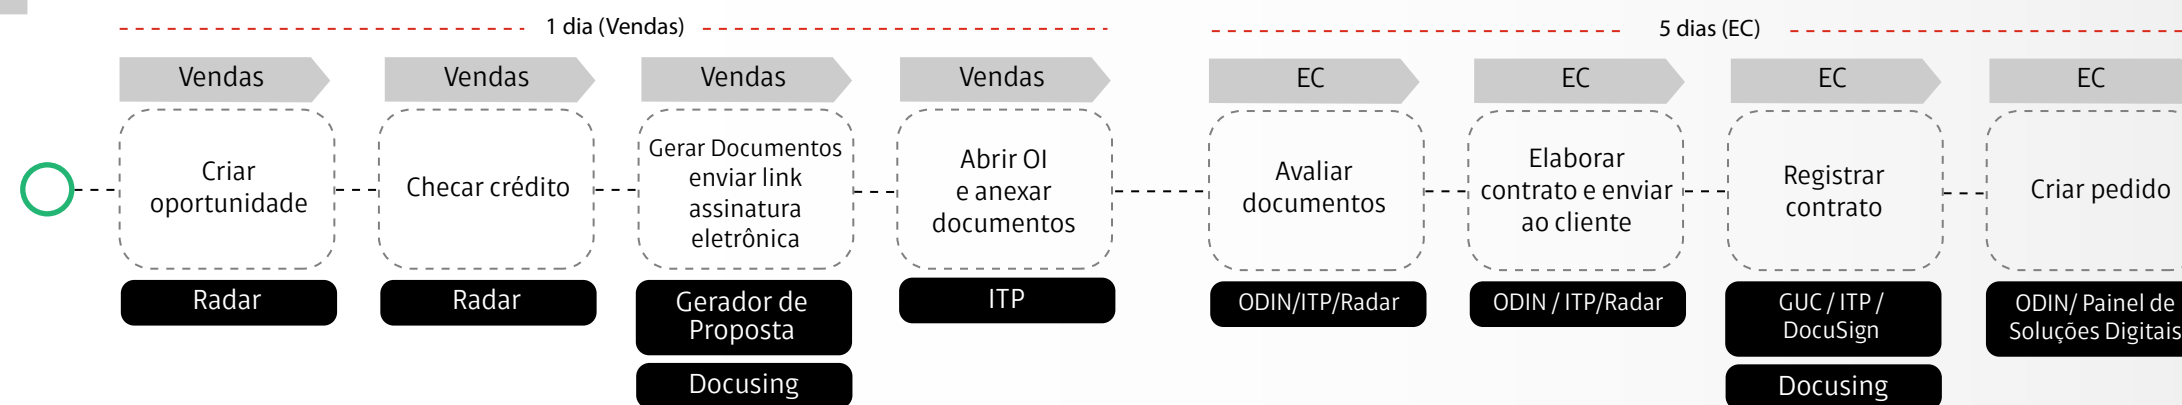 1 dia (Vendas)
5 dias (EC)
Vendas
Vendas
Vendas
Vendas
EC
EC
EC
EC
Criar
oportunidade
Checar crédito
Gerar Documentos
enviar link
assinatura
eletrônica
Abrir OI
e anexar
documentos
Avaliar
documentos
Elaborar
contrato e enviar
ao cliente
Registrar
contrato
Criar pedido
Radar
Radar
Gerador de
Proposta
Docusing
ITP
ODIN/ITP/Radar
ODIN / ITP/Radar
GUC / ITP /
DocuSign
Docusing
ODIN/ Painel de
Soluções Digitais